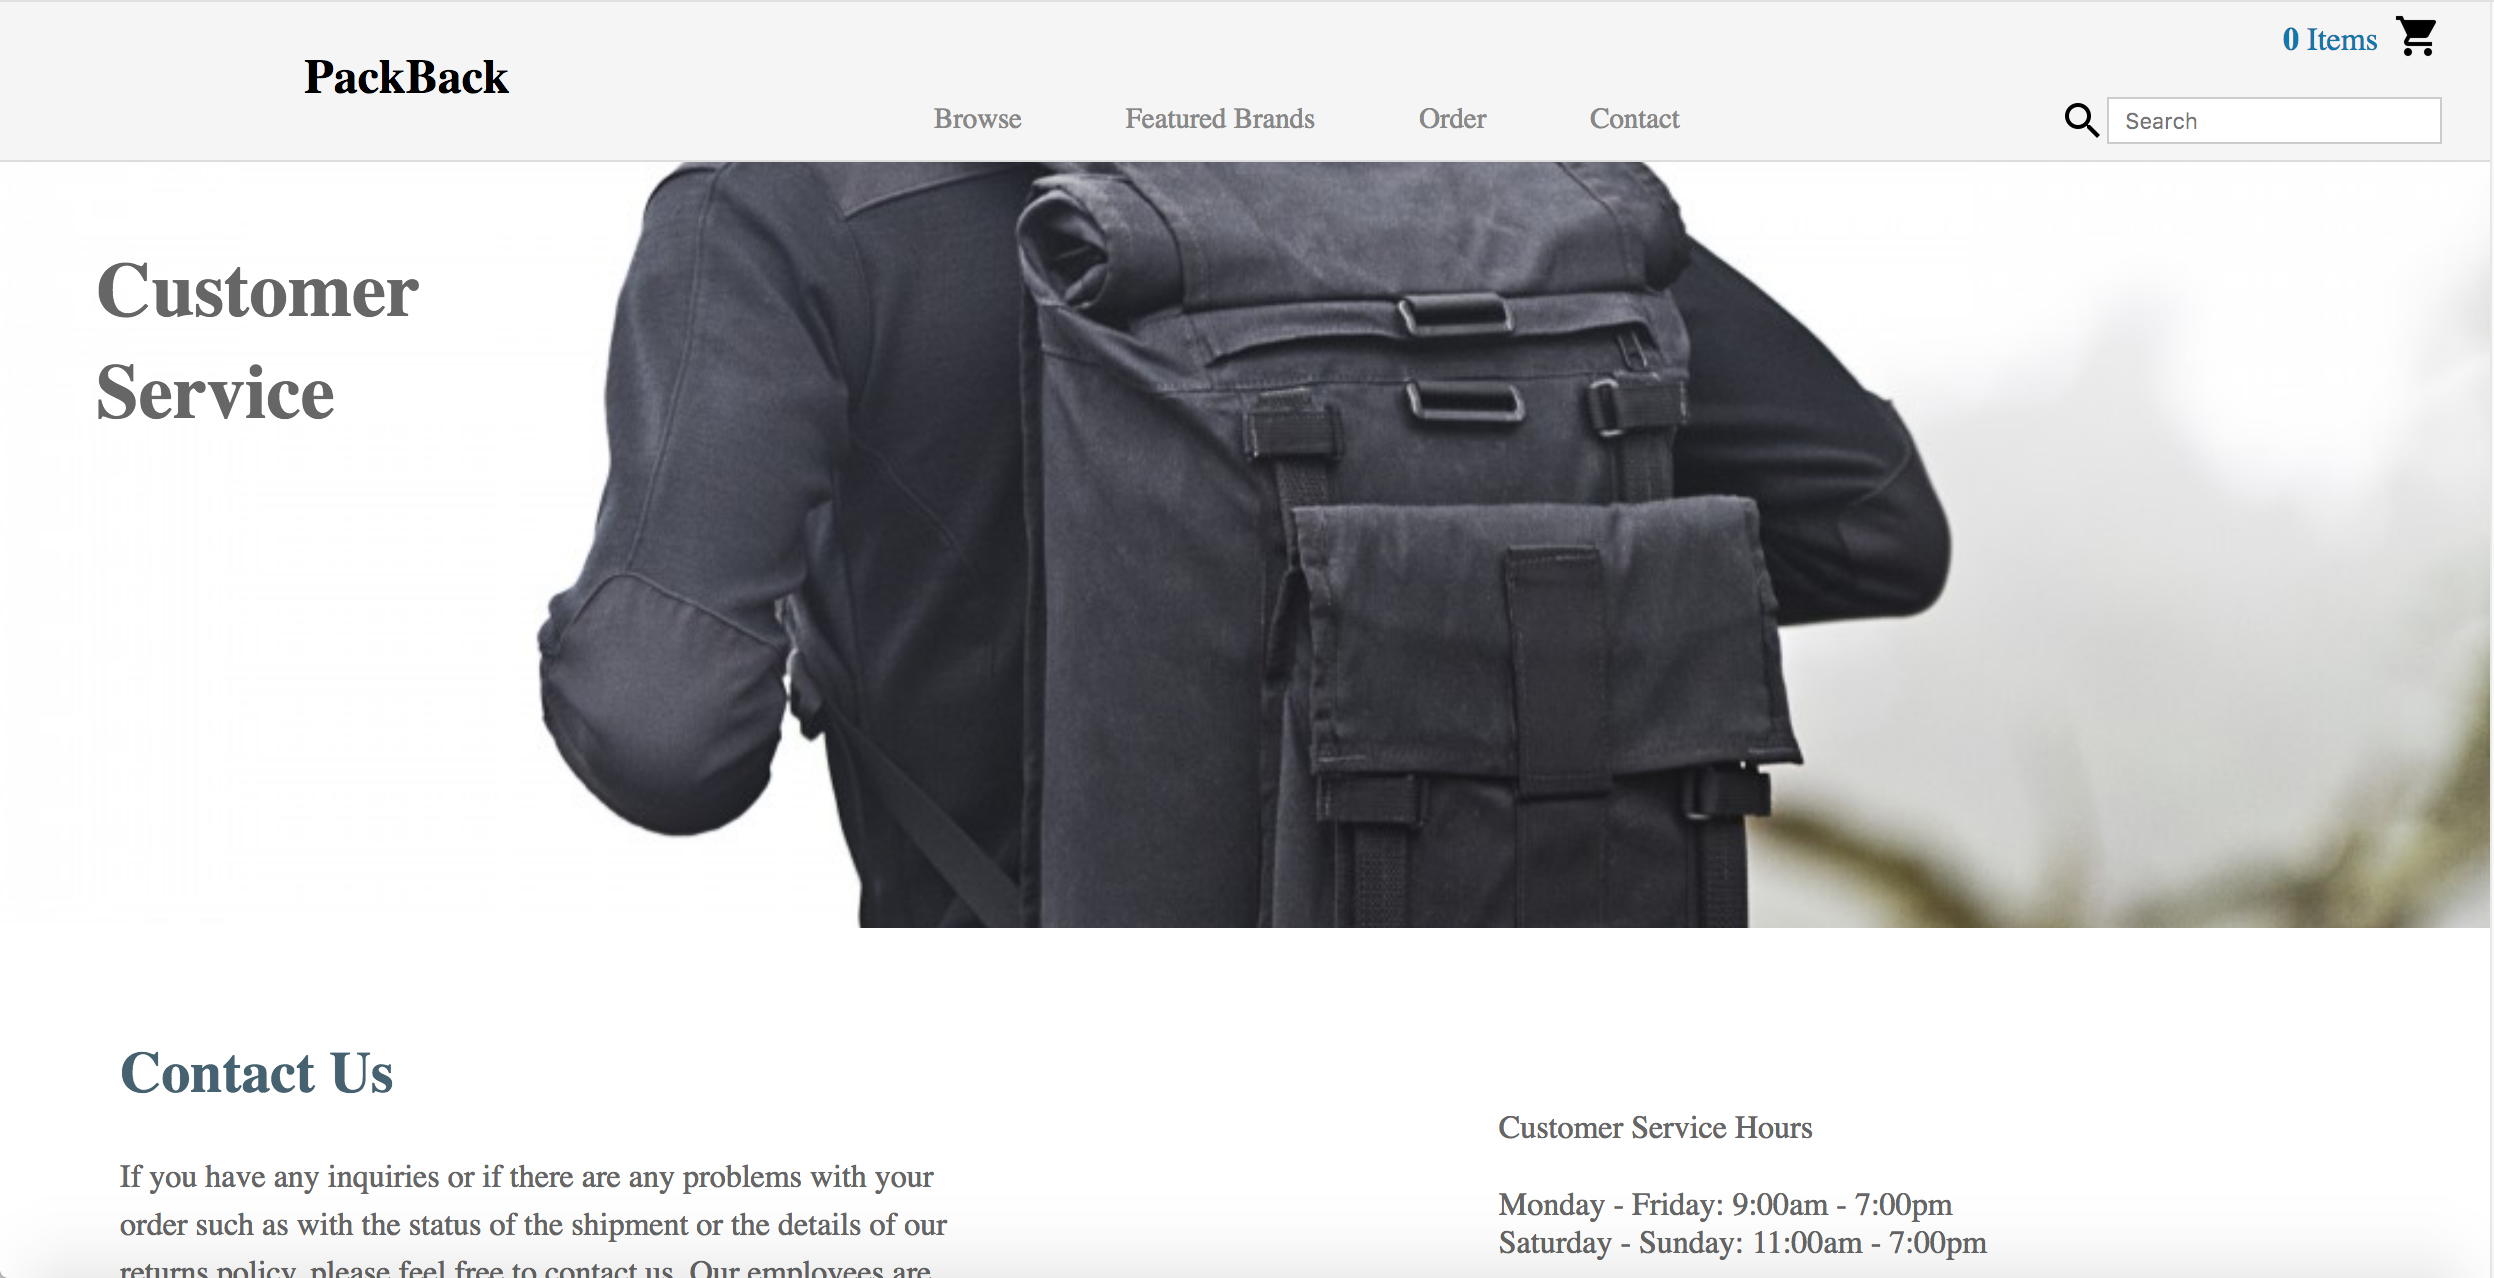 0 Items
PackBack
Browse
Featured Brands
Order
Contact
Search
Customer
Service
Contact Us
If you have any inquiries or if there are any problems with your
order such as with the status of the shipment or the details of our
returns policy, please feel free to contact us. Our employees are
Customer Service Hours
Monday - Friday: 9:00am - 7:00pm
Saturday - Sunday: 11:00am - 7:00pm